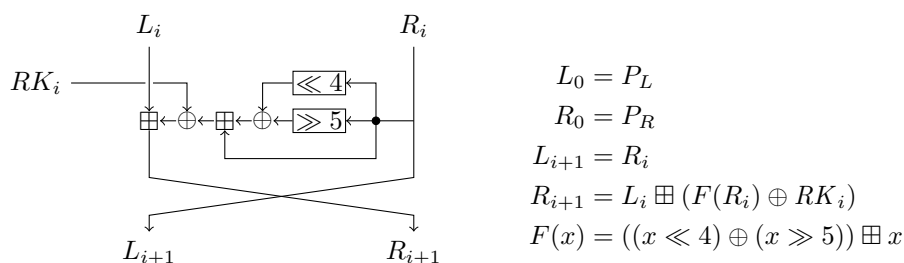 L_i
R_i
RK_i
≪ 4
≫ 5
L_{i+1}
R_{i+1}
L_0 = P_L
R_0 = P_R
L_{i+1} = R_i
R_{i+1} = L_i ⊞ (F(R_i) ⊕ RK_i)
F(x) = ((x ≪ 4) ⊕ (x ≫ 5)) ⊞ x